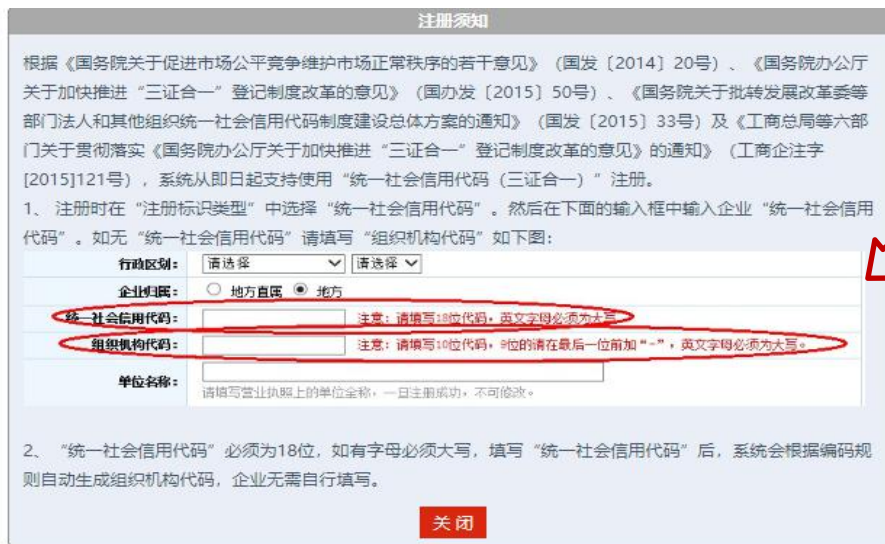 注册须知
根据《国务院关于促进市场公平竞争维护市场正常秩序的若干意见》（国发〔2014〕20号）、《国务院办公厅
关于加快推进“三证合一”登记制度改革的意见》（国办发〔2015〕50号）、《国务院关于批转发展改革委等
部门法人和其他组织统一社会信用代码制度建设总体方案的通知》（国发〔2015〕33号）及《工商总局等六部
门关于贯彻落实《国务院办公厅关于加快推进“三证合一”登记制度改革的意见》的通知》（工商企注字
[2015]121号），系统从即日起支持使用“统一社会信用代码（三证合一）”注册。
1、 注册时在“注册标识类型”中选择“统一社会信用代码”。然后在下面的输入框中输入企业“统一社会信用
代码”。如无“统一社会信用代码”请填写“组织机构代码”如下图:
行政区划： 请选择 请选择
企业归属： 地方直属 地方
统一社会信用代码： 注意：请填写18位代码，英文字母必须为大写
组织机构代码： 注意：请填写10位代码，9位的请在最后一位前加“-”，英文字母必须为大写。
单位名称：
请填写营业执照上的单位全称，一旦注册成功，不可修改。
2、 “统一社会信用代码”必须为18位，如有字母必须大写，填写“统一社会信用代码”后，系统会根据编码规
则自动生成组织机构代码，企业无需自行填写。
关闭